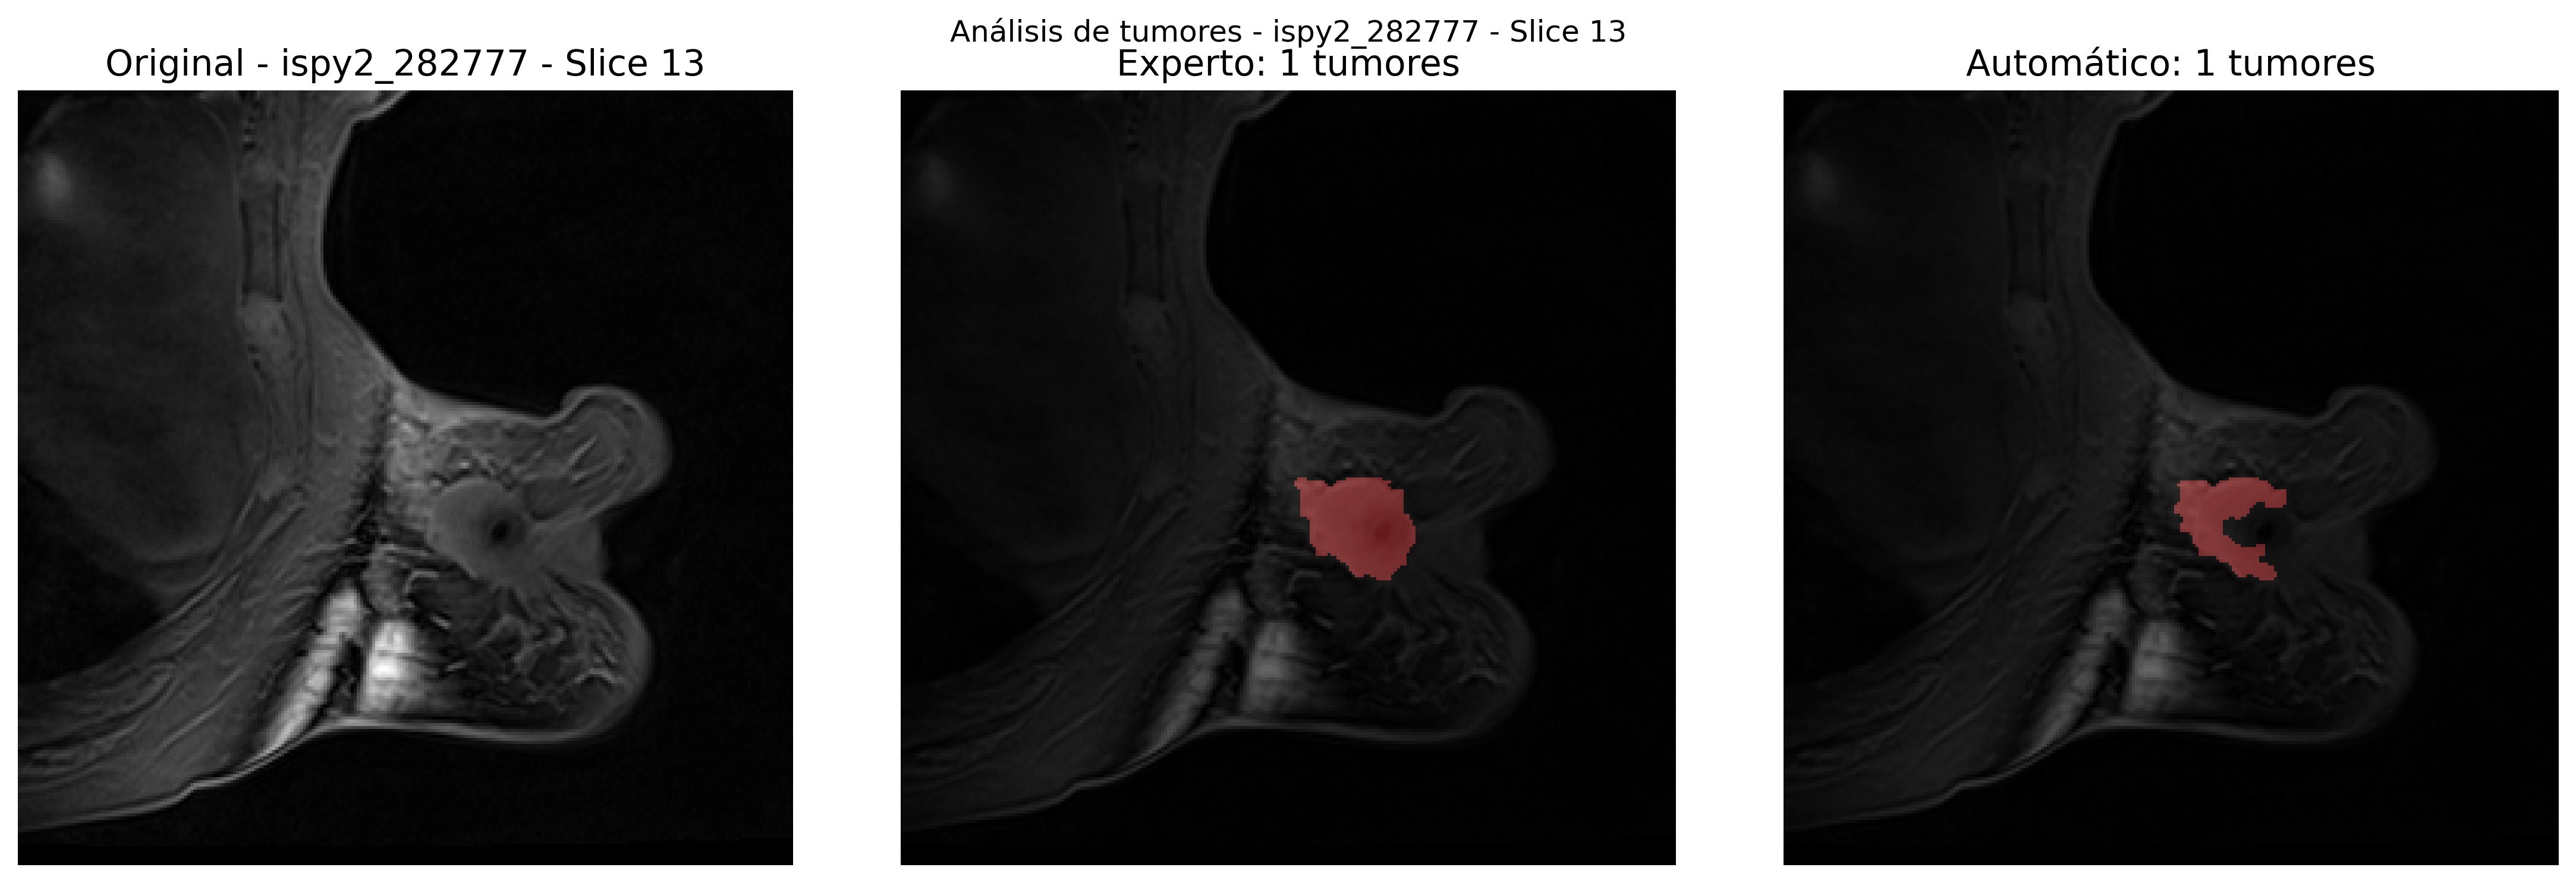 Análisis de tumores - ispy2_282777 - Slice 13
Original - ispy2_282777 - Slice 13
Experto: 1 tumores
Automático: 1 tumores